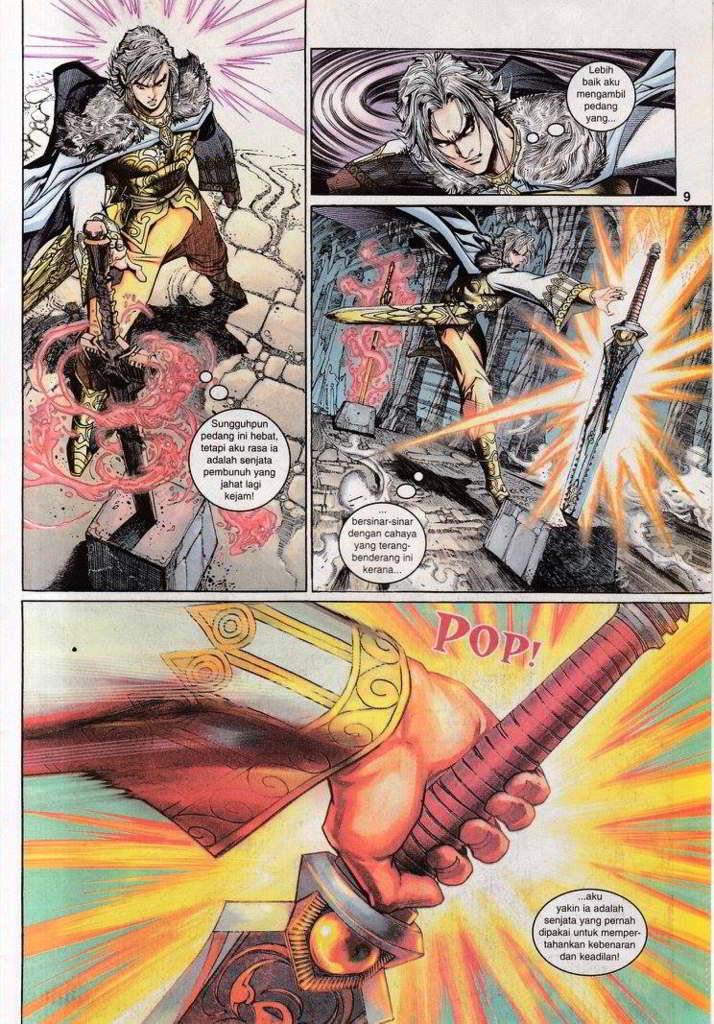 Sungguhpun
pedang ini hebat,
tetapi aku rasa ia
adalah senjata
pembunuh yang
jahat lagi
kejam!
Lebih
baik aku
mengambil
pedang
yang...
9
...
bersinar-sinar
dengan cahaya
yang terang-
benderang ini
kerana...
POP!
...aku
yakin ia adalah
senjata yang pernah
dipakai untuk memper-
tahankan kebenaran
dan keadilan!